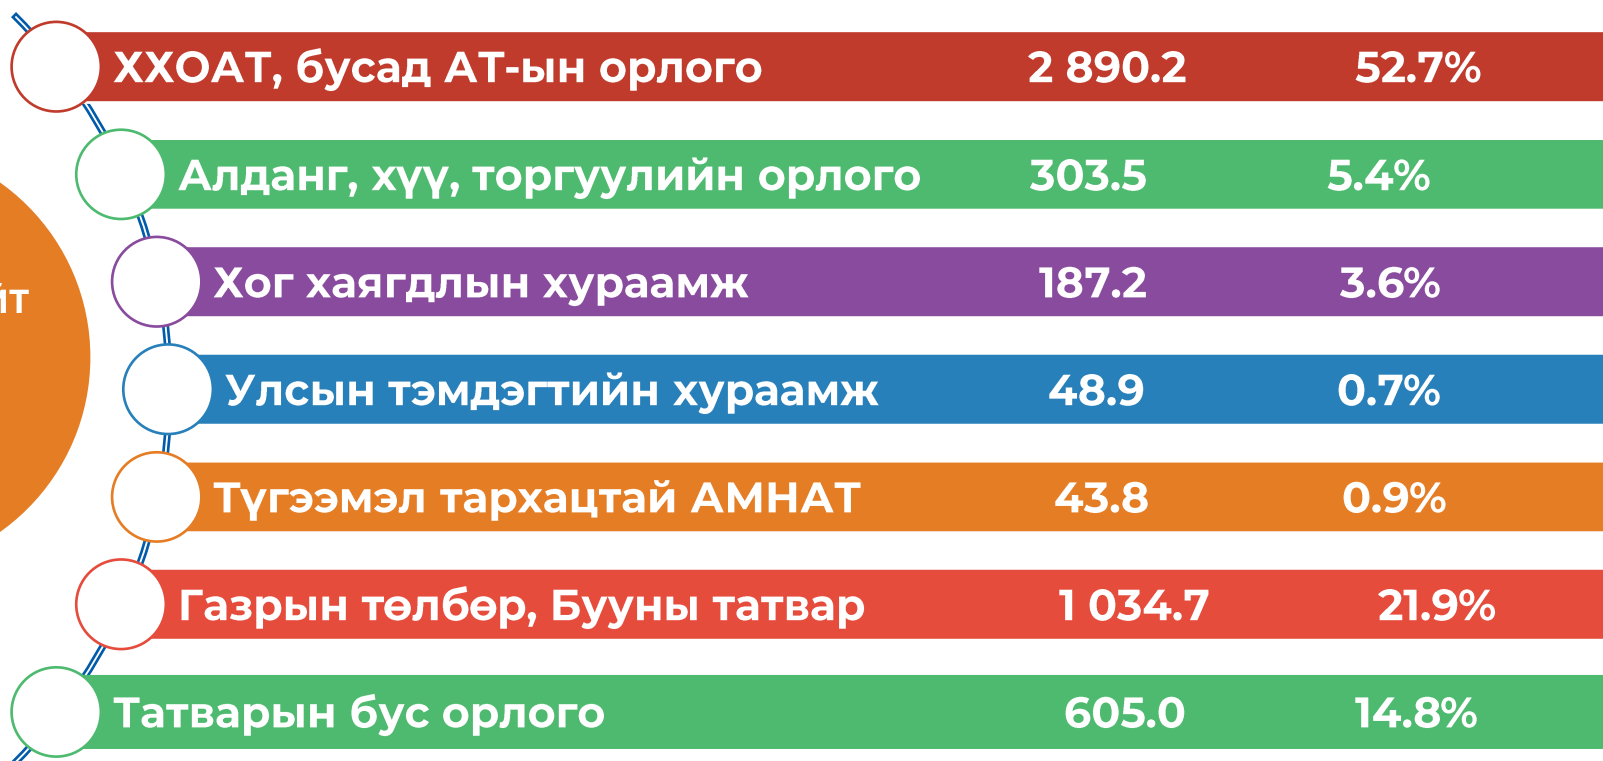 ХХОАТ, бусад АТ-ын орлого 2 890.2 52.7%
Алданг, хүү, торгуулийн орлого 303.5 5.4%
Хог хаягдлын хураамж 187.2 3.6%
Улсын тэмдэгтийн хураамж 48.9 0.7%
Түгээмэл тархацтай АМНАТ 43.8 0.9%
Газрын төлбөр, Бууны татвар 1 034.7 21.9%
Татварын бус орлого 605.0 14.8%